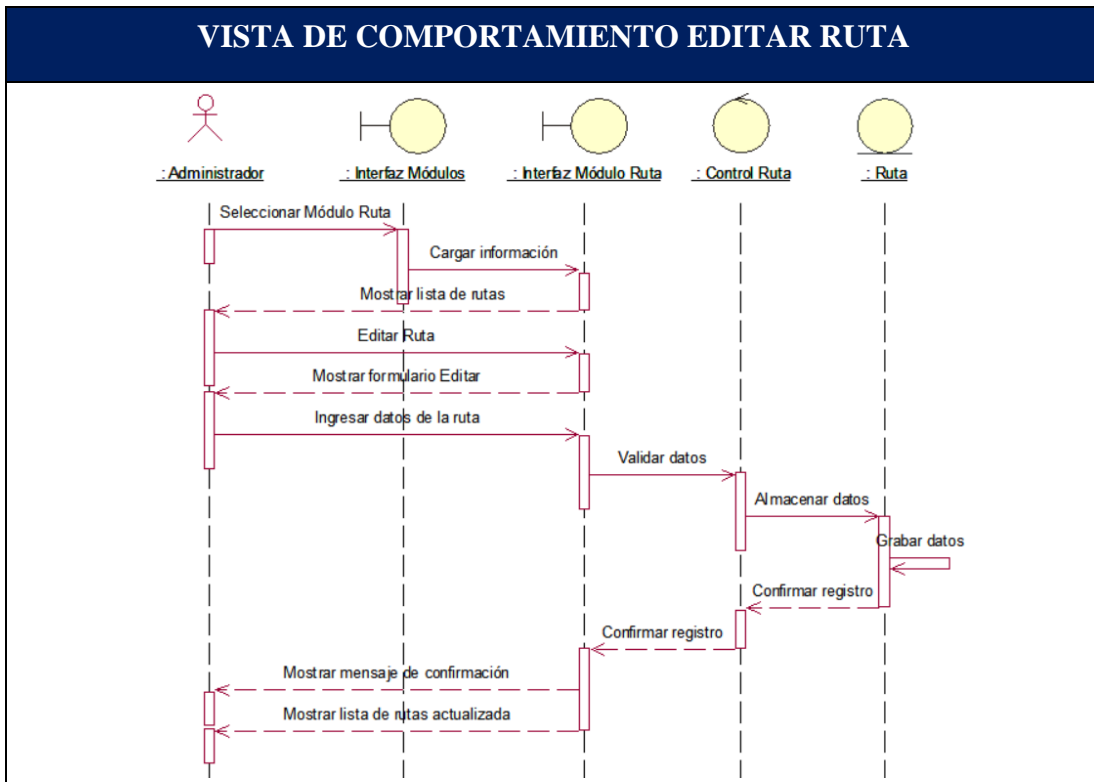 VISTA DE COMPORTAMIENTO EDITAR RUTA
: Administrador
: Interfaz Módulos
: Interfaz Módulo Ruta
: Control Ruta
: Ruta
Seleccionar Módulo Ruta
Cargar información
Mostrar lista de rutas
Editar Ruta
Mostrar formulario Editar
Ingresar datos de la ruta
Validar datos
Almacenar datos
Grabar datos
Confirmar registro
Confirmar registro
Mostrar mensaje de confirmación
Mostrar lista de rutas actualizada